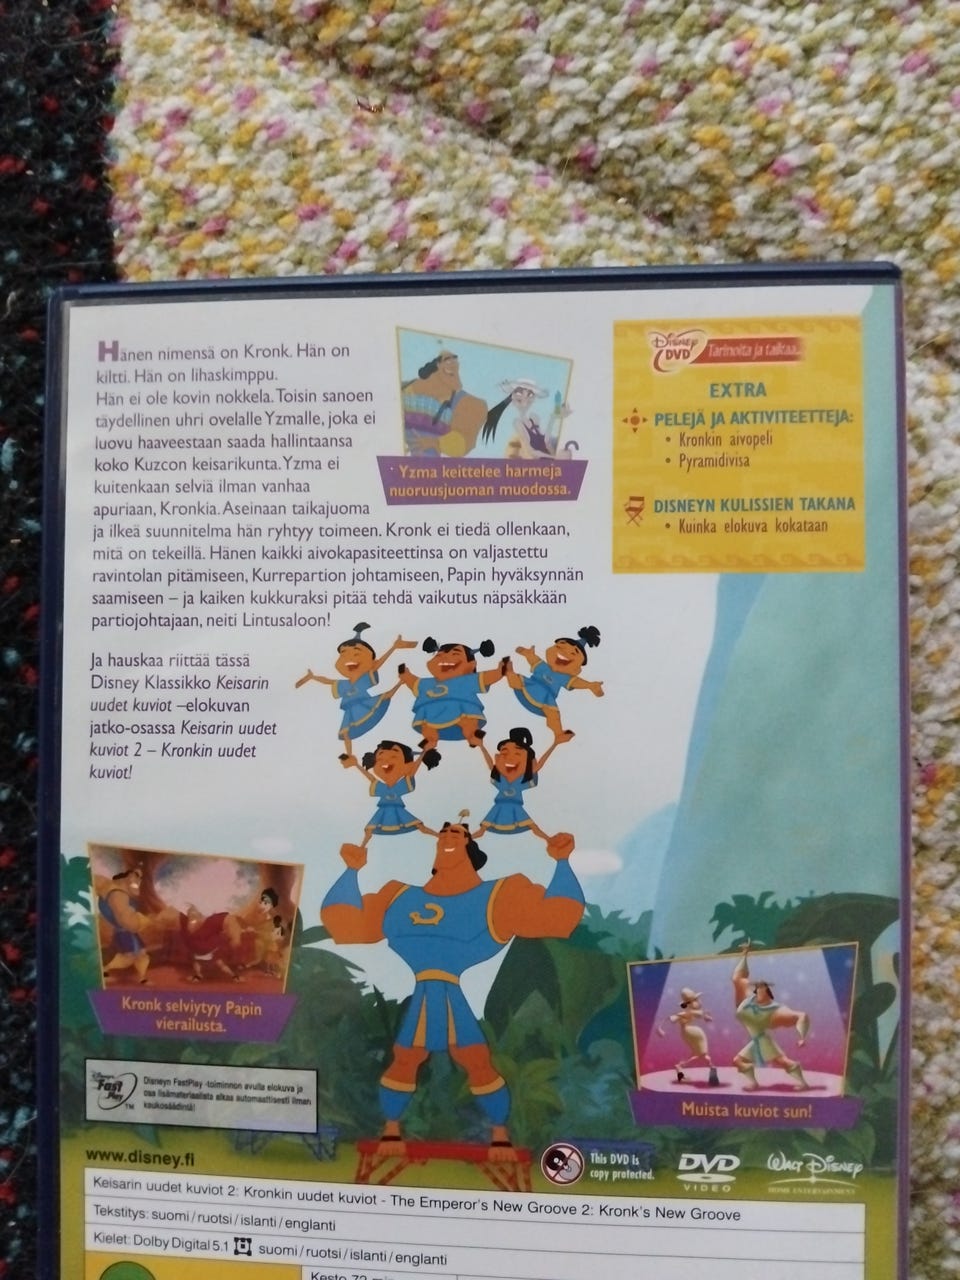 Hänen nimensä on Kronk. Hän on
kiltti. Hän on lihaskimppu.
Hän ei ole kovin nokkela. Toisin sanoen
täydellinen uhri ovelalle Yzmalle, joka ei
luovu haaveestaan saada hallintaansa
koko Kuzcon keisarikunta. Yzma ei
kuitenkaan selviä ilman vanhaa
apuriaan, Kronkia. Aseinaan taikajuoma
ja ilkeä suunnitelma hän ryhtyy toimeen. Kronk ei tiedä ollenkaan,
mitä on tekeillä. Hänen kaikki aivokapasiteettinsa on valjastettu
ravintolan pitämiseen, Kurrepartion johtamiseen, Papin hyväksynnän
saamiseen – ja kaiken kukkuraksi pitää tehdä vaikutus näpsäkkään
partiojohtajaan, neiti Lintusaloon!
Ja hauskaa riittää tässä
Disney Klassikko Keisarin
uudet kuviot –elokuvan
jatko-osassa Keisarin uudet
kuviot 2 – Kronkin uudet
kuviot!
Yzma keittelee harmeja
nuoruusjuoman muodossa.
Disney
DVD
Tarinoita ja taikaa...
EXTRA
PELEJÄ JA AKTIVITEETTEJA:
• Kronkin aivopeli
• Pyramidivisa
DISNEYN KULISSIEN TAKANA
• Kuinka elokuva kokataan
Kronk selviytyy Papin
vierailusta.
Muista kuviot sun!
Disney's
Fast
Play
TM
Disneyn FastPlay -toiminnon avulla elokuva ja
osa lisämateriaalista alkaa automaattisesti ilman
kaukosäädintä!
www.disney.fi
This DVD is
copy protected.
DVD
VIDEO
WALT DISNEY
HOME ENTERTAINMENT
Keisarin uudet kuviot 2: Kronkin uudet kuviot - The Emperor's New Groove 2: Kronk's New Groove
Tekstitys: suomi/ruotsi/islanti/englanti
Kielet: Dolby Digital 5.1 suomi/ruotsi/islanti/englanti
Kesto 72 min